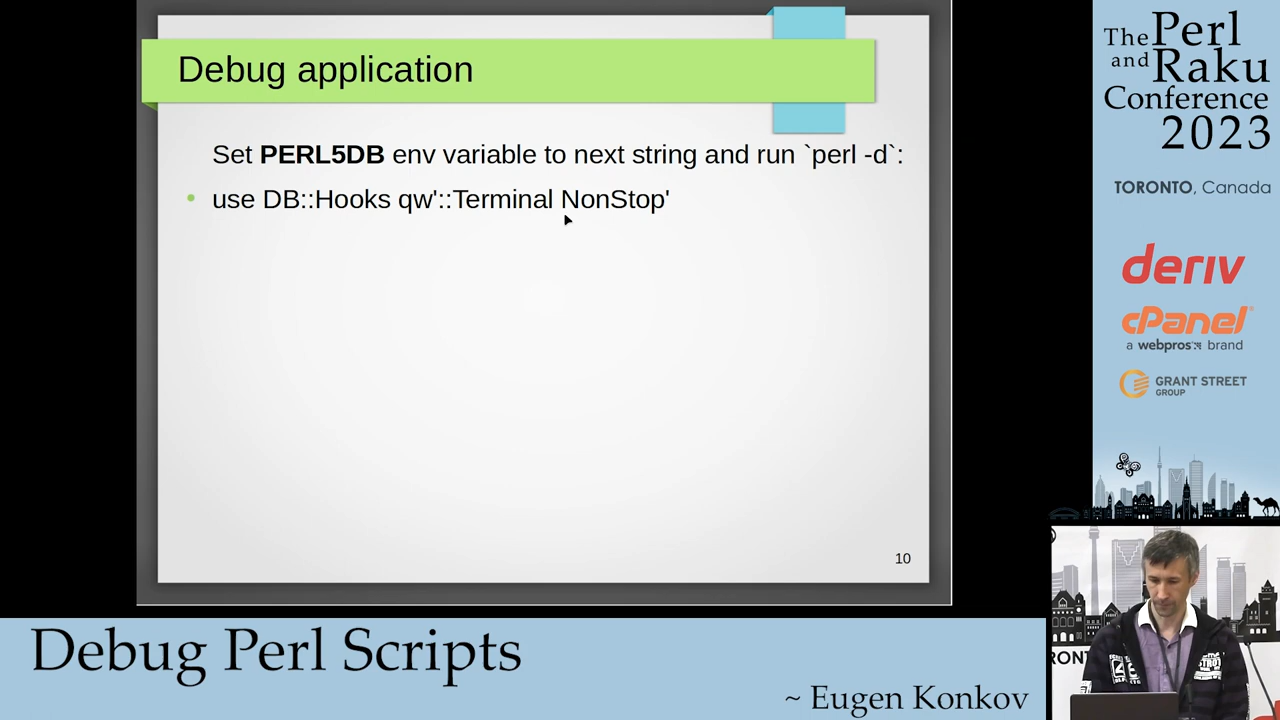 Debug application
Set PERL5DB env variable to next string and run `perl -d`:
use DB::Hooks qw'::Terminal NonStop'
10
The Perl
and Raku
Conference
2023
TORONTO, Canada
deriv
cPanel®
a webpros brand
GRANT STREET
GROUP
Debug Perl Scripts
~ Eugen Konkov